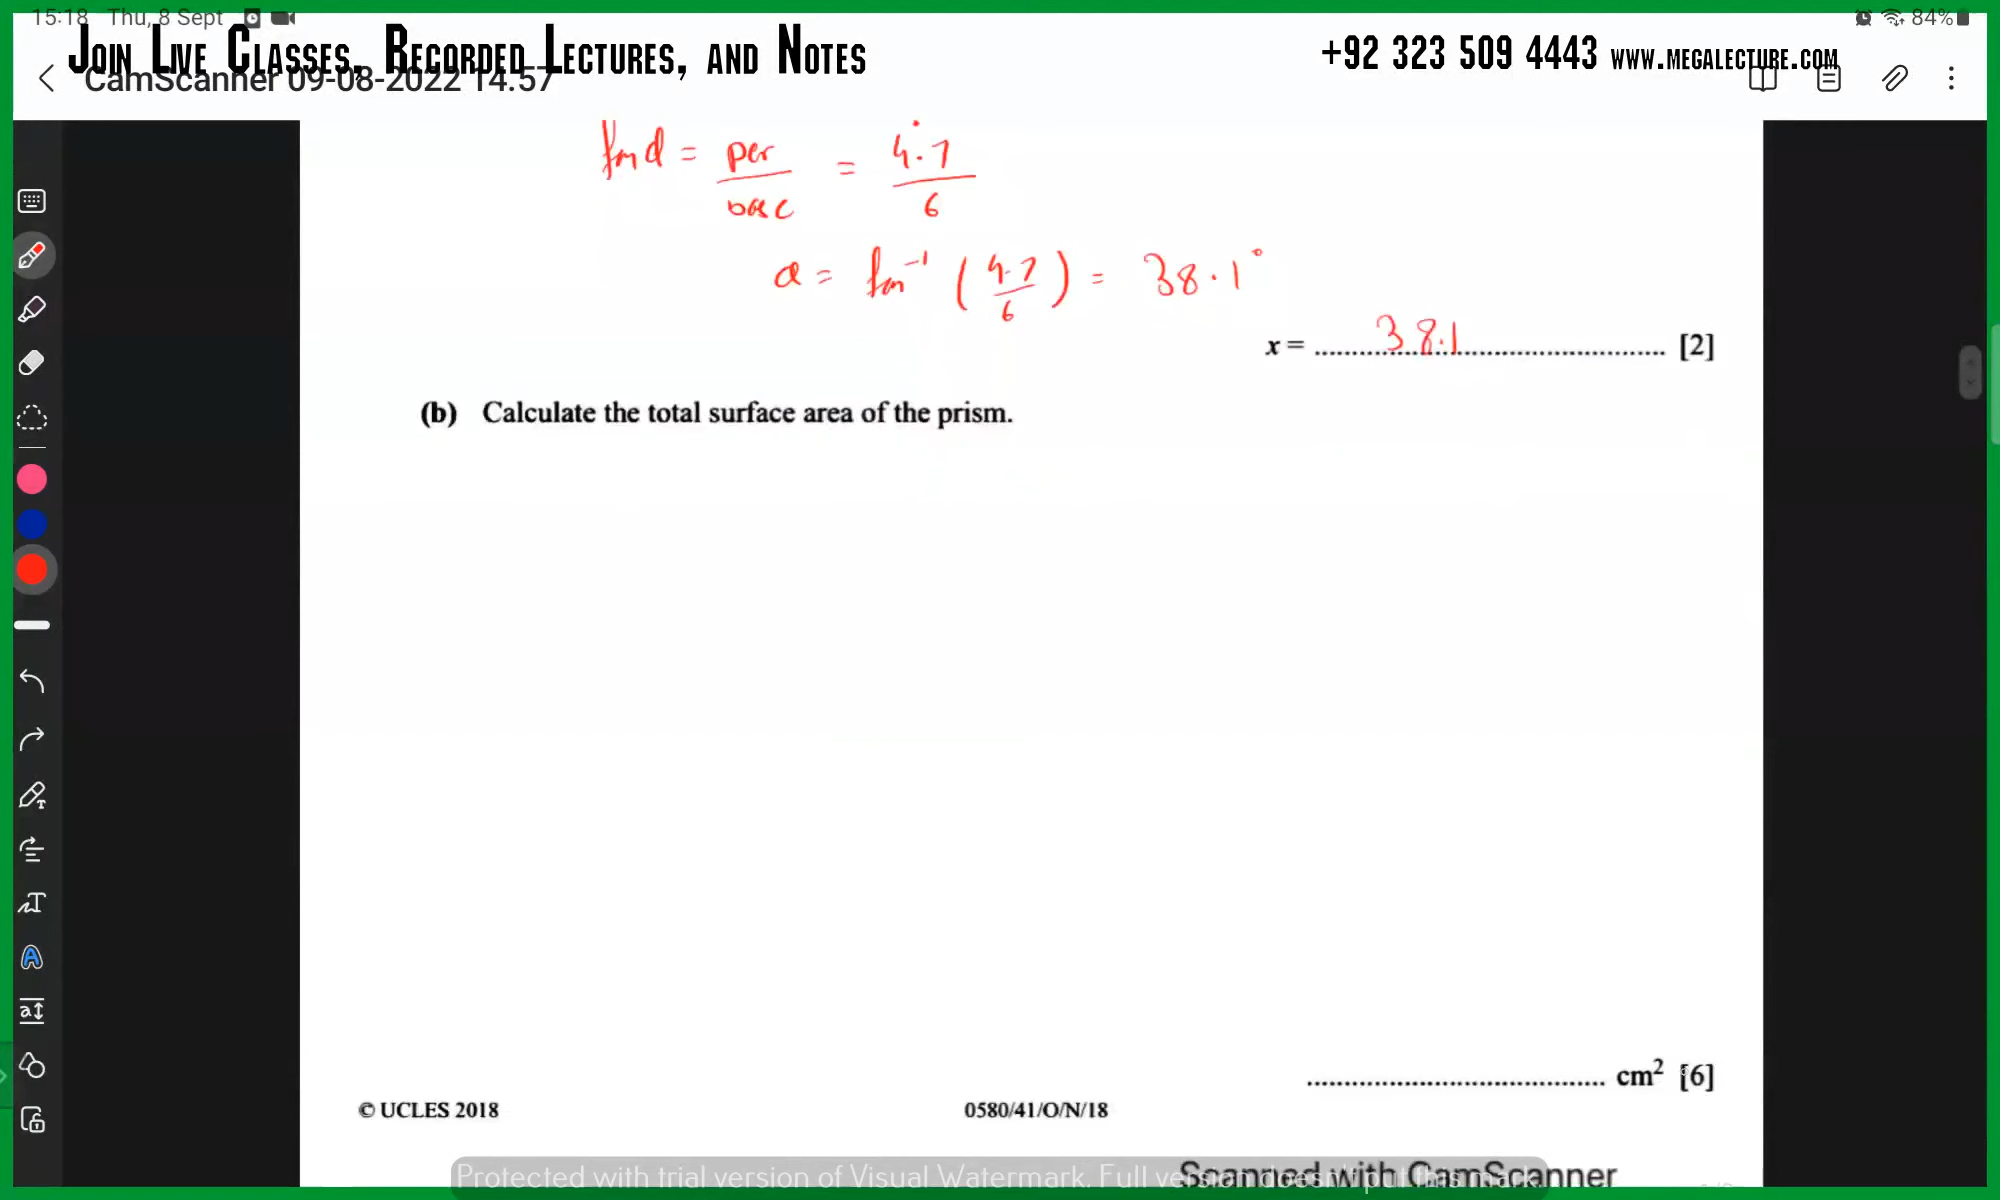 15:18 Thu, 8 Sept 84%
Join Live Classes, Recorded Lectures, and Notes
+92 323 509 4443 www.megalecture.com
CamScanner 09-08-2022 14:57
= per / base = 4.7 / 6
= tan⁻¹ ( 4.7 / 6 ) = 38.1°
x = 38.1 [2]
(b) Calculate the total surface area of the prism.
cm² [6]
© UCLES 2018
0580/41/O/N/18
Protected with trial version of Visual Watermark. Full version doesn't put this mark.
Scanned with CamScanner